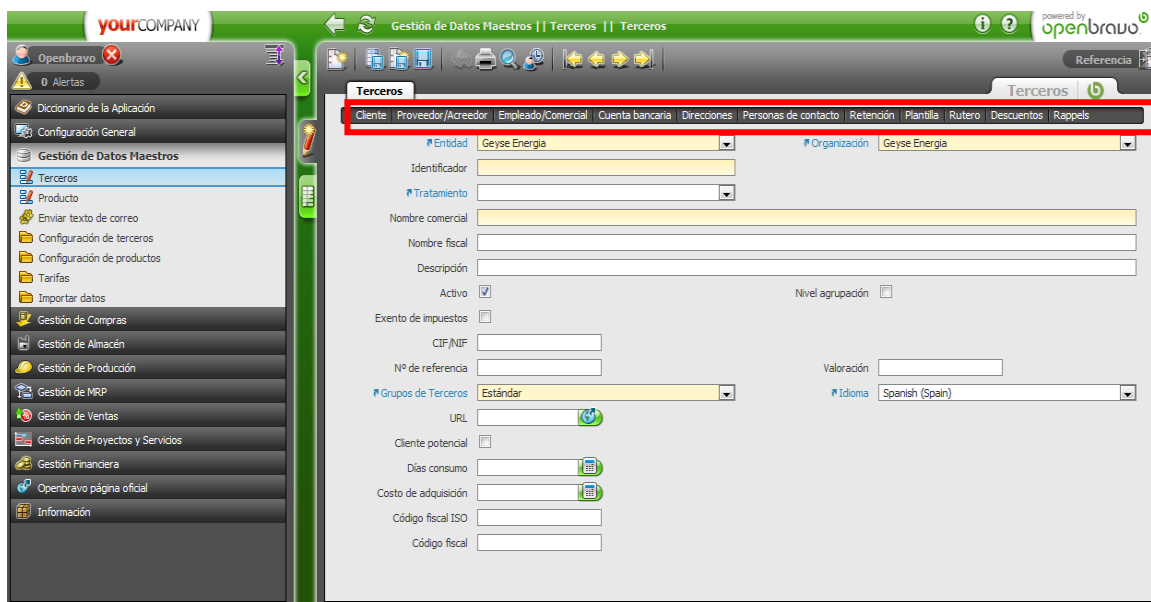 yourCOMPANY
Gestión de Datos Maestros || Terceros || Terceros
powered by
openbravo
Openbravo
0 Alertas
Referencia
Terceros
Terceros
Cliente Proveedor/Acreedor Empleado/Comercial Cuenta bancaria Direcciones Personas de contacto Retención Plantilla Rutero Descuentos Rappels
Diccionario de la Aplicación
Configuración General
Gestión de Datos Maestros
Terceros
Producto
Enviar texto de correo
Configuración de terceros
Configuración de productos
Tarifas
Importar datos
Gestión de Compras
Gestión de Almacén
Gestión de Producción
Gestión de MRP
Gestión de Ventas
Gestión de Proyectos y Servicios
Gestión Financiera
Openbravo página oficial
Información
Entidad Geyse Energia Organización Geyse Energia
Identificador
Tratamiento
Nombre comercial
Nombre fiscal
Descripción
Activo Nivel agrupación
Exento de impuestos
CIF/NIF
Nº de referencia Valoración
Grupos de Terceros Estándar Idioma Spanish (Spain)
URL
Cliente potencial
Días consumo
Costo de adquisición
Código fiscal ISO
Código fiscal